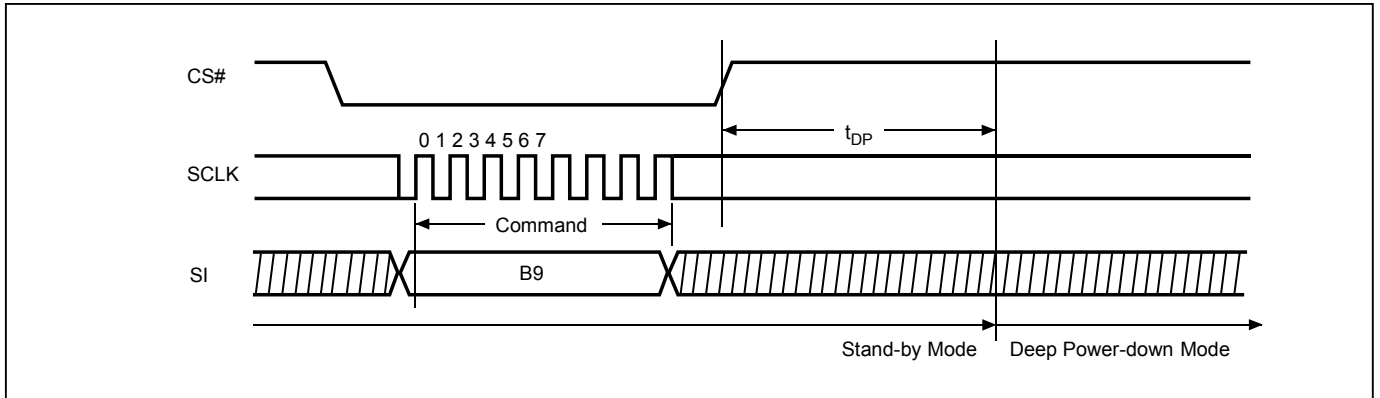 CS#
t_DP
0 1 2 3 4 5 6 7
SCLK
Command
SI
B9
Stand-by Mode
Deep Power-down Mode